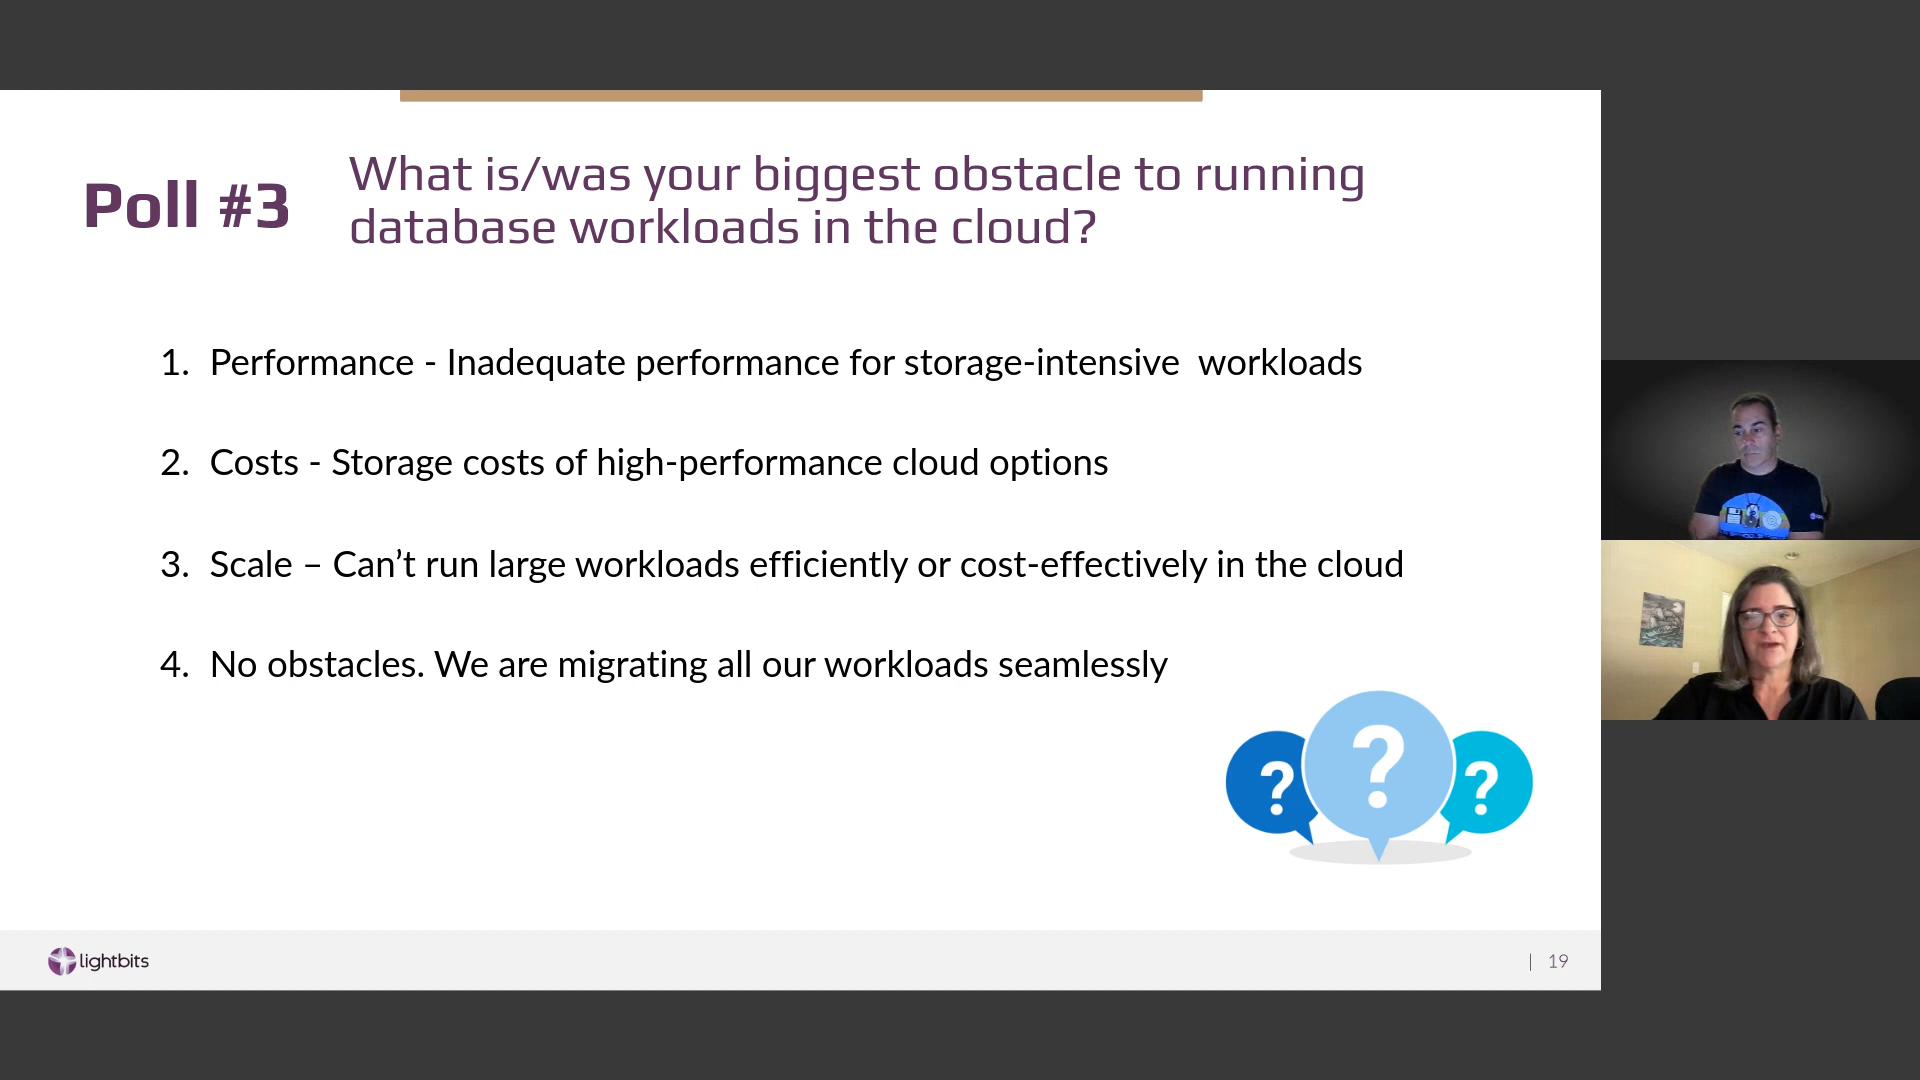 Poll #3
What is/was your biggest obstacle to running
database workloads in the cloud?
1. Performance - Inadequate performance for storage-intensive  workloads
2. Costs - Storage costs of high-performance cloud options
3. Scale – Can’t run large workloads efficiently or cost-effectively in the cloud
4. No obstacles. We are migrating all our workloads seamlessly
? ? ?
lightbits
| 19